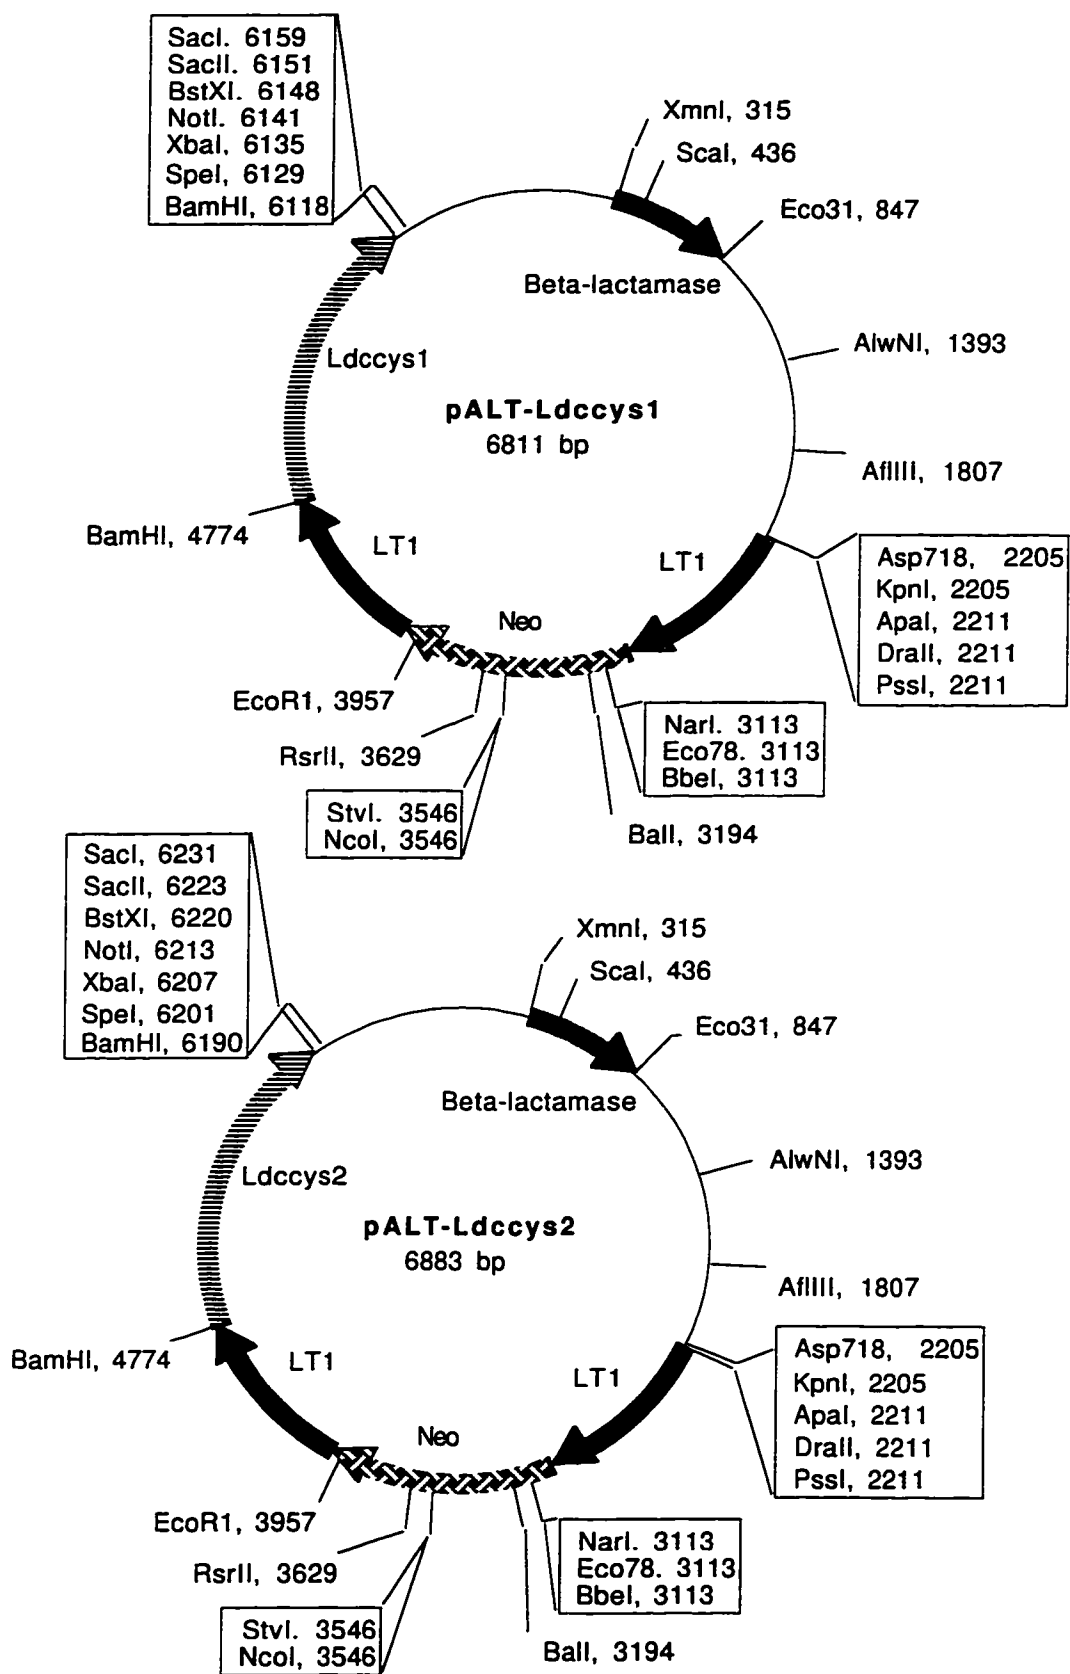 SacI. 6159
SacII. 6151
BstXI. 6148
NotI. 6141
XbaI, 6135
SpeI, 6129
BamHI, 6118
XmnI, 315
ScaI, 436
Eco31, 847
Beta-lactamase
AlwNI, 1393
Ldccys1
pALT-Ldccys1
6811 bp
AflIII, 1807
BamHI, 4774
LT1
LT1
Asp718, 2205
KpnI, 2205
ApaI, 2211
DraII, 2211
PssI, 2211
Neo
EcoR1, 3957
RsrII, 3629
NarI. 3113
Eco78. 3113
BbeI, 3113
StvI. 3546
NcoI, 3546
BalI, 3194
SacI, 6231
SacII, 6223
BstXI, 6220
NotI, 6213
XbaI, 6207
SpeI, 6201
BamHI, 6190
XmnI, 315
ScaI, 436
Eco31, 847
Beta-lactamase
AlwNI, 1393
Ldccys2
pALT-Ldccys2
6883 bp
AflIII, 1807
BamHI, 4774
LT1
LT1
Asp718, 2205
KpnI, 2205
ApaI, 2211
DraII, 2211
PssI, 2211
Neo
EcoR1, 3957
RsrII, 3629
NarI. 3113
Eco78. 3113
BbeI, 3113
StvI. 3546
NcoI, 3546
BalI, 3194